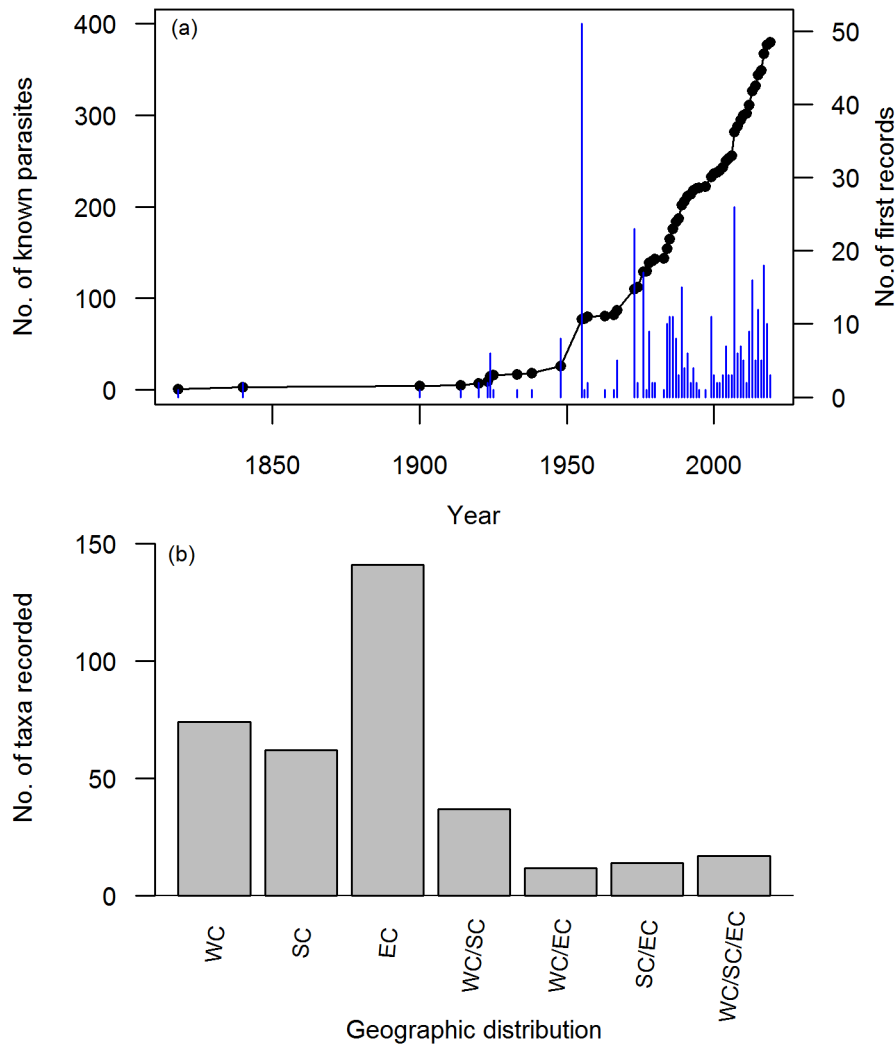 (a)
No. of known parasites
400
300
200
100
0
No.of first records
50
40
30
20
10
0
1850 1900 1950 2000
Year
(b)
No. of taxa recorded
150
100
50
0
WC SC EC WC/SC WC/EC SC/EC WC/SC/EC
Geographic distribution